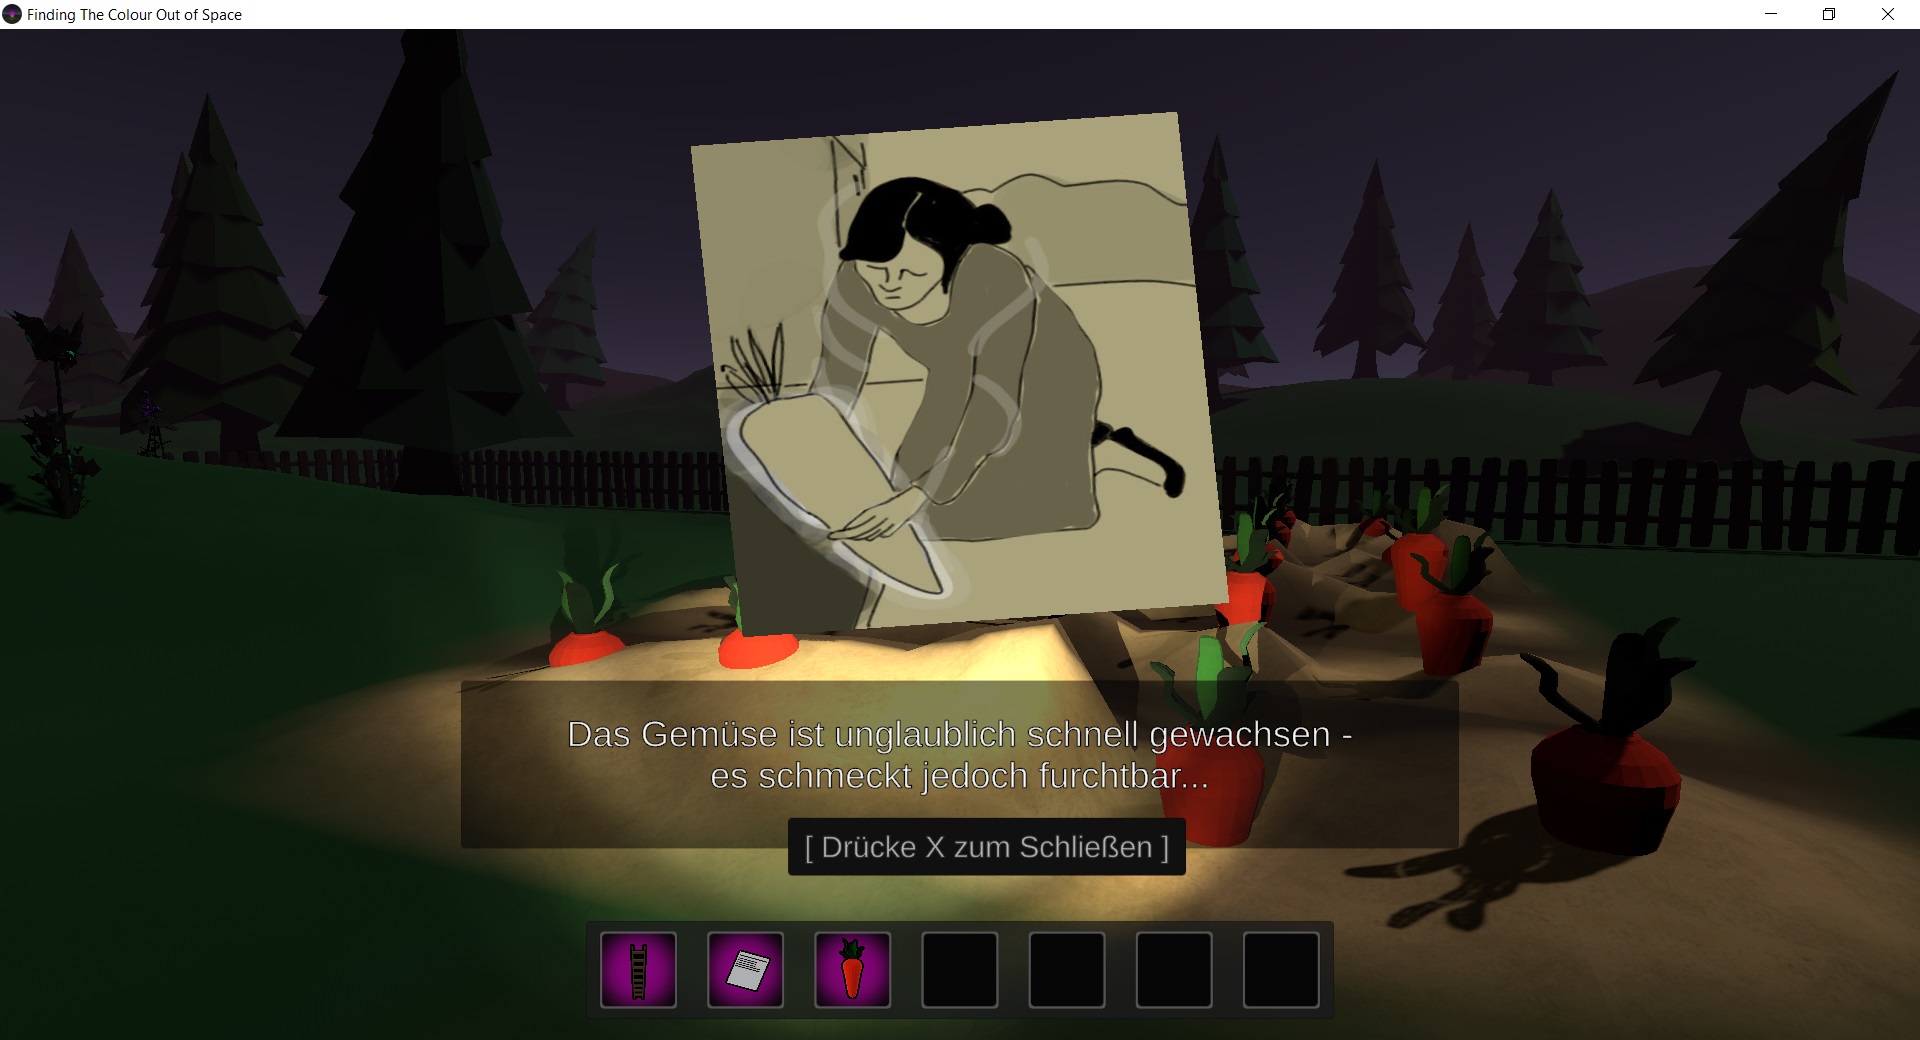 Finding The Colour Out of Space
Das Gemüse ist unglaublich schnell gewachsen -
es schmeckt jedoch furchtbar...
[ Drücke X zum Schließen ]